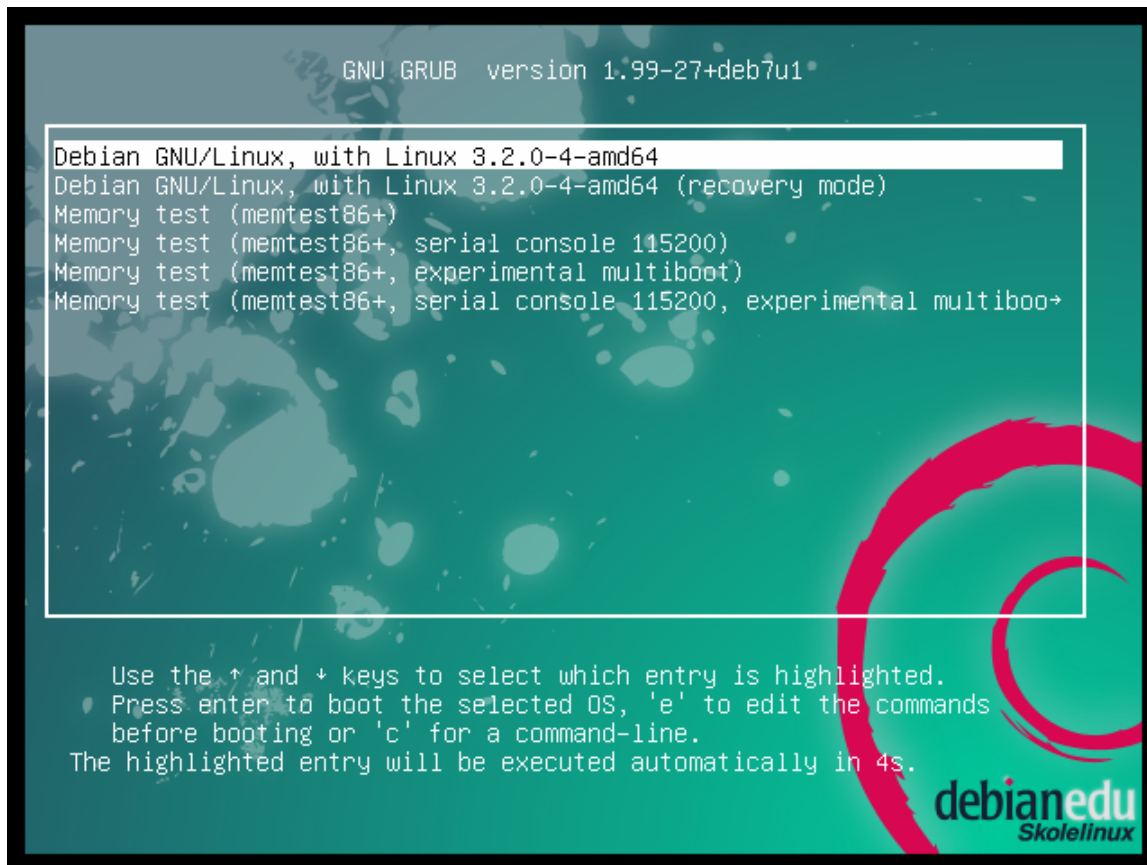 GNU GRUB  version 1.99-27+deb7u1
Debian GNU/Linux, with Linux 3.2.0-4-amd64
Debian GNU/Linux, with Linux 3.2.0-4-amd64 (recovery mode)
Memory test (memtest86+)
Memory test (memtest86+, serial console 115200)
Memory test (memtest86+, experimental multiboot)
Memory test (memtest86+, serial console 115200, experimental multiboo→
Use the ↑ and ↓ keys to select which entry is highlighted.
Press enter to boot the selected OS, 'e' to edit the commands
before booting or 'c' for a command-line.
The highlighted entry will be executed automatically in 4s.
debianedu
Skolelinux